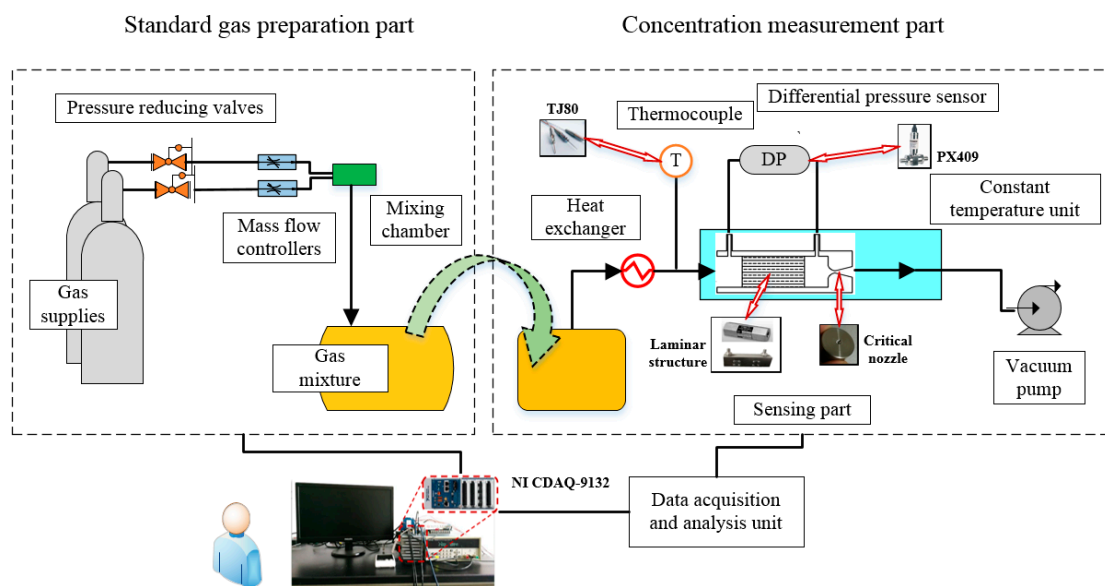 Standard gas preparation part
Concentration measurement part
Pressure reducing valves
Mass flow
controllers
Mixing
chamber
Gas
supplies
Gas
mixture
TJ80
Thermocouple
Differential pressure sensor
T
DP
PX409
Heat
exchanger
Constant
temperature unit
Laminar
structure
Critical
nozzle
Vacuum
pump
Sensing part
NI CDAQ-9132
Data acquisition
and analysis unit